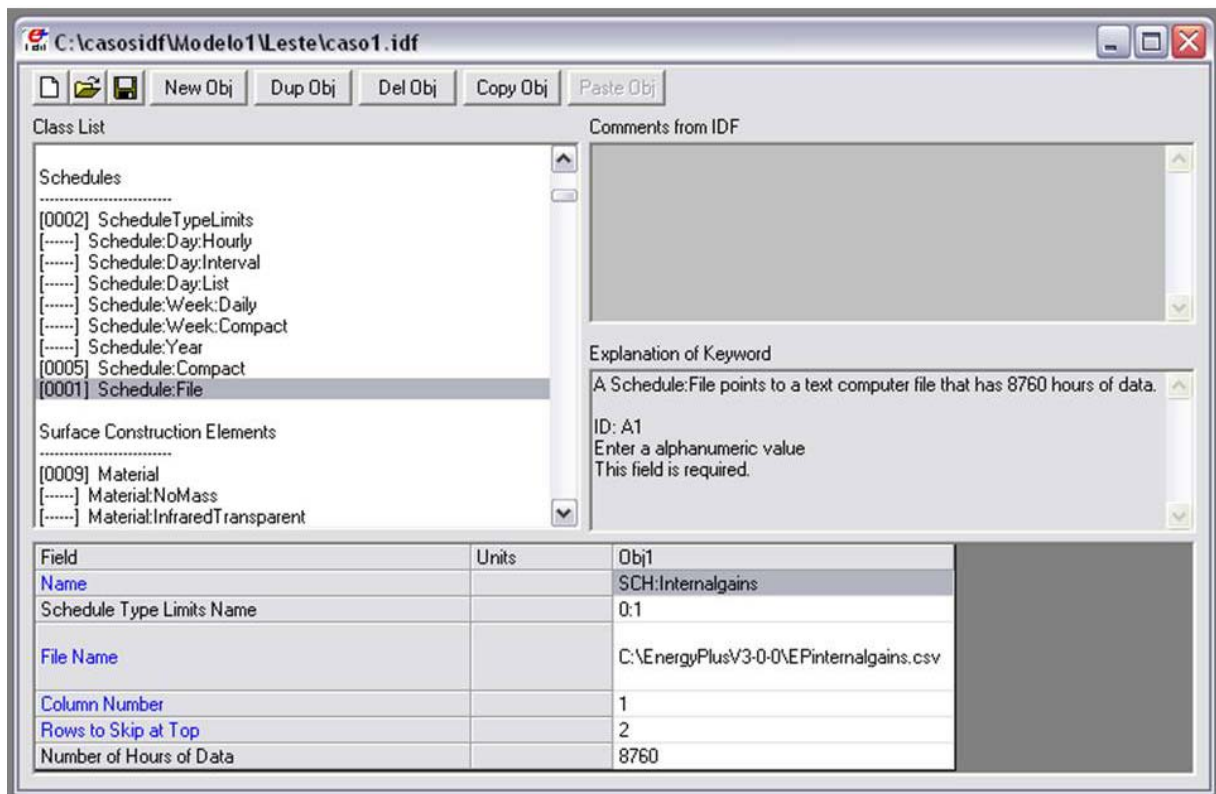 C:\casosidf\Modelo1\Leste\caso1.idf
New Obj Dup Obj Del Obj Copy Obj Paste Obj
Class List
Schedules
---------------------------
[0002] ScheduleTypeLimits
[------] Schedule:Day:Hourly
[------] Schedule:Day:Interval
[------] Schedule:Day:List
[------] Schedule:Week:Daily
[------] Schedule:Week:Compact
[------] Schedule:Year
[0005] Schedule:Compact
[0001] Schedule:File
Surface Construction Elements
---------------------------
[0009] Material
[------] Material:NoMass
[------] Material:InfraredTransparent
Comments from IDF
Explanation of Keyword
A Schedule:File points to a text computer file that has 8760 hours of data.
ID: A1
Enter a alphanumeric value
This field is required.
Field Units Obj1
Name SCH:Internalgains
Schedule Type Limits Name 0:1
File Name C:\EnergyPlusV3-0-0\EPinternalgains.csv
Column Number 1
Rows to Skip at Top 2
Number of Hours of Data 8760